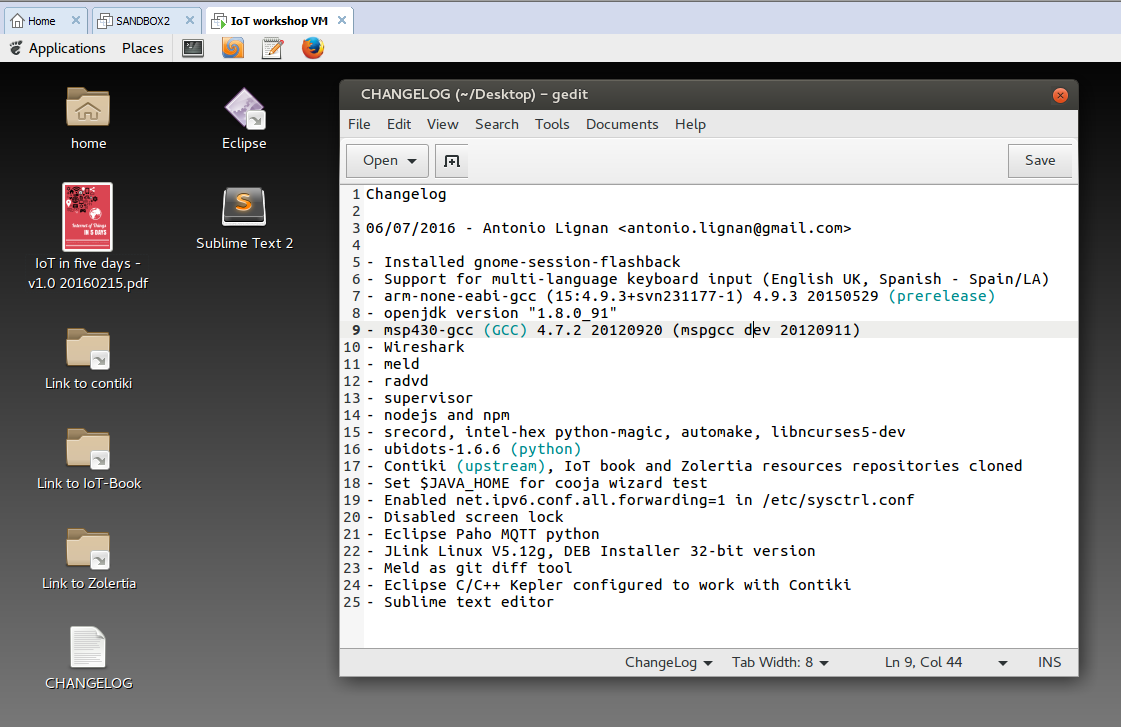 Home
SANDBOX2
IoT workshop VM
Applications
Places
home
Eclipse
Internet of Things
IN 5 DAYS
S
Sublime Text 2
IoT in five days -
v1.0 20160215.pdf
Link to contiki
Link to IoT-Book
Link to Zolertia
CHANGELOG
CHANGELOG (~/Desktop) – gedit
File Edit View Search Tools Documents Help
Open
Save
1 Changelog
2
3 06/07/2016 - Antonio Lignan <antonio.lignan@gmail.com>
4
5 - Installed gnome-session-flashback
6 - Support for multi-language keyboard input (English UK, Spanish - Spain/LA)
7 - arm-none-eabi-gcc (15:4.9.3+svn231177-1) 4.9.3 20150529 (prerelease)
8 - openjdk version "1.8.0_91"
9 - msp430-gcc (GCC) 4.7.2 20120920 (mspgcc dev 20120911)
10 - Wireshark
11 - meld
12 - radvd
13 - supervisor
14 - nodejs and npm
15 - srecord, intel-hex python-magic, automake, libncurses5-dev
16 - ubidots-1.6.6 (python)
17 - Contiki (upstream), IoT book and Zolertia resources repositories cloned
18 - Set $JAVA_HOME for cooja wizard test
19 - Enabled net.ipv6.conf.all.forwarding=1 in /etc/sysctrl.conf
20 - Disabled screen lock
21 - Eclipse Paho MQTT python
22 - JLink Linux V5.12g, DEB Installer 32-bit version
23 - Meld as git diff tool
24 - Eclipse C/C++ Kepler configured to work with Contiki
25 - Sublime text editor
ChangeLog
Tab Width: 8
Ln 9, Col 44
INS